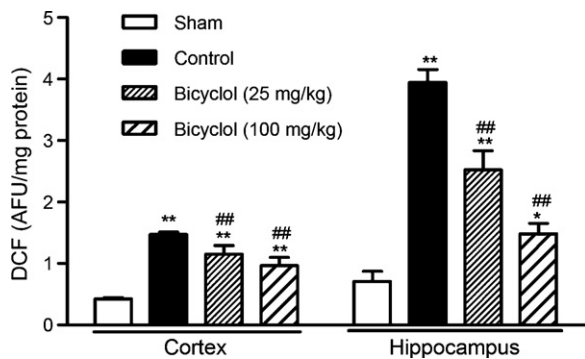 5
4
3
2
1
0
DCF (AFU/mg protein)
Sham
Control
Bicyclol (25 mg/kg)
Bicyclol (100 mg/kg)
**
##
**
##
**
**
##
**
##
*
Cortex
Hippocampus